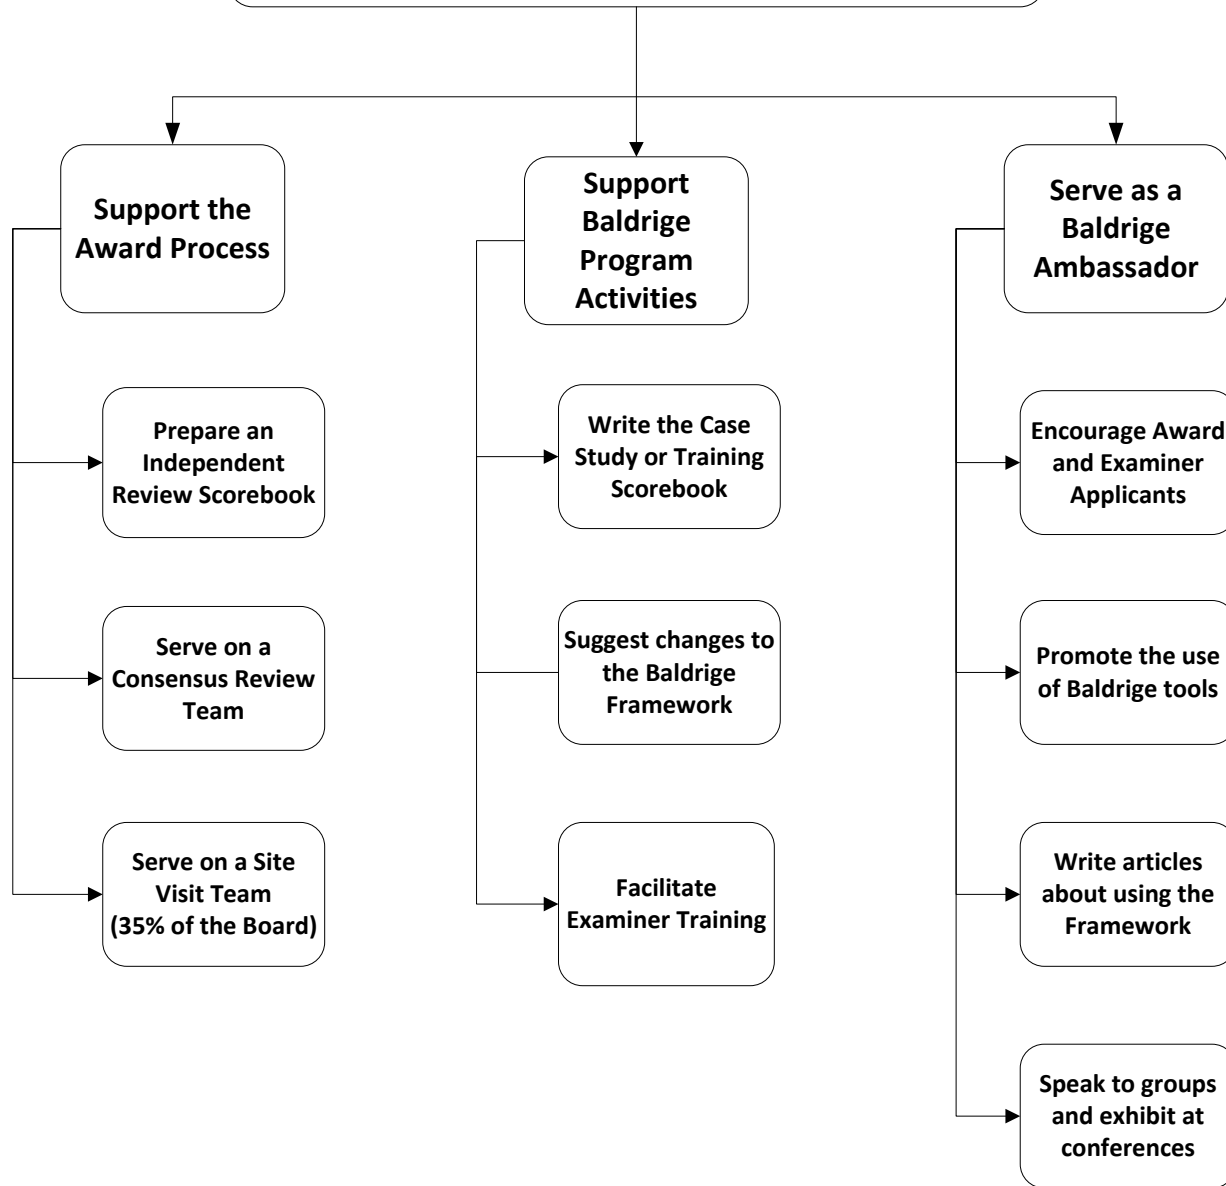 Support the
Award Process
Support
Baldrige
Program
Activities
Serve as a
Baldrige
Ambassador
Prepare an
Independent
Review Scorebook
Write the Case
Study or Training
Scorebook
Encourage Award
and Examiner
Applicants
Serve on a
Consensus Review
Team
Suggest changes to
the Baldrige
Framework
Promote the use
of Baldrige tools
Serve on a Site
Visit Team
(35% of the Board)
Facilitate
Examiner Training
Write articles
about using the
Framework
Speak to groups
and exhibit at
conferences